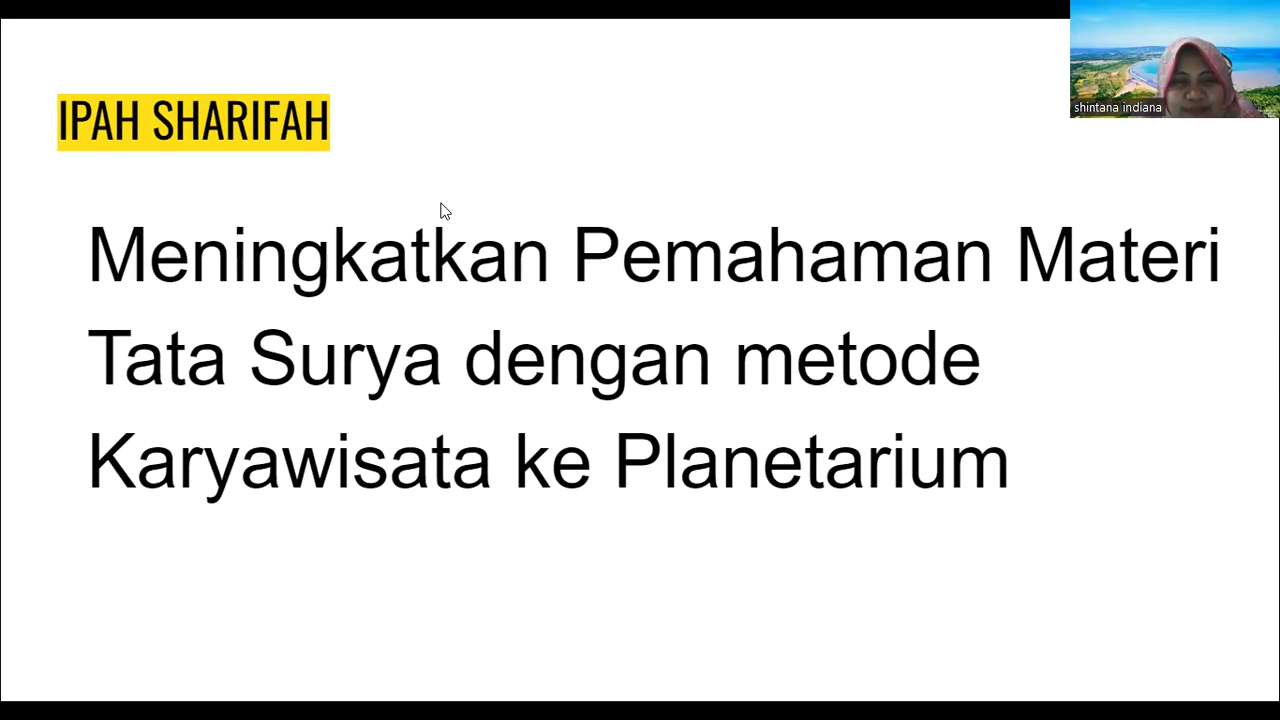 IPAH SHARIFAH
shintana indiana
Meningkatkan Pemahaman Materi
Tata Surya dengan metode
Karyawisata ke Planetarium